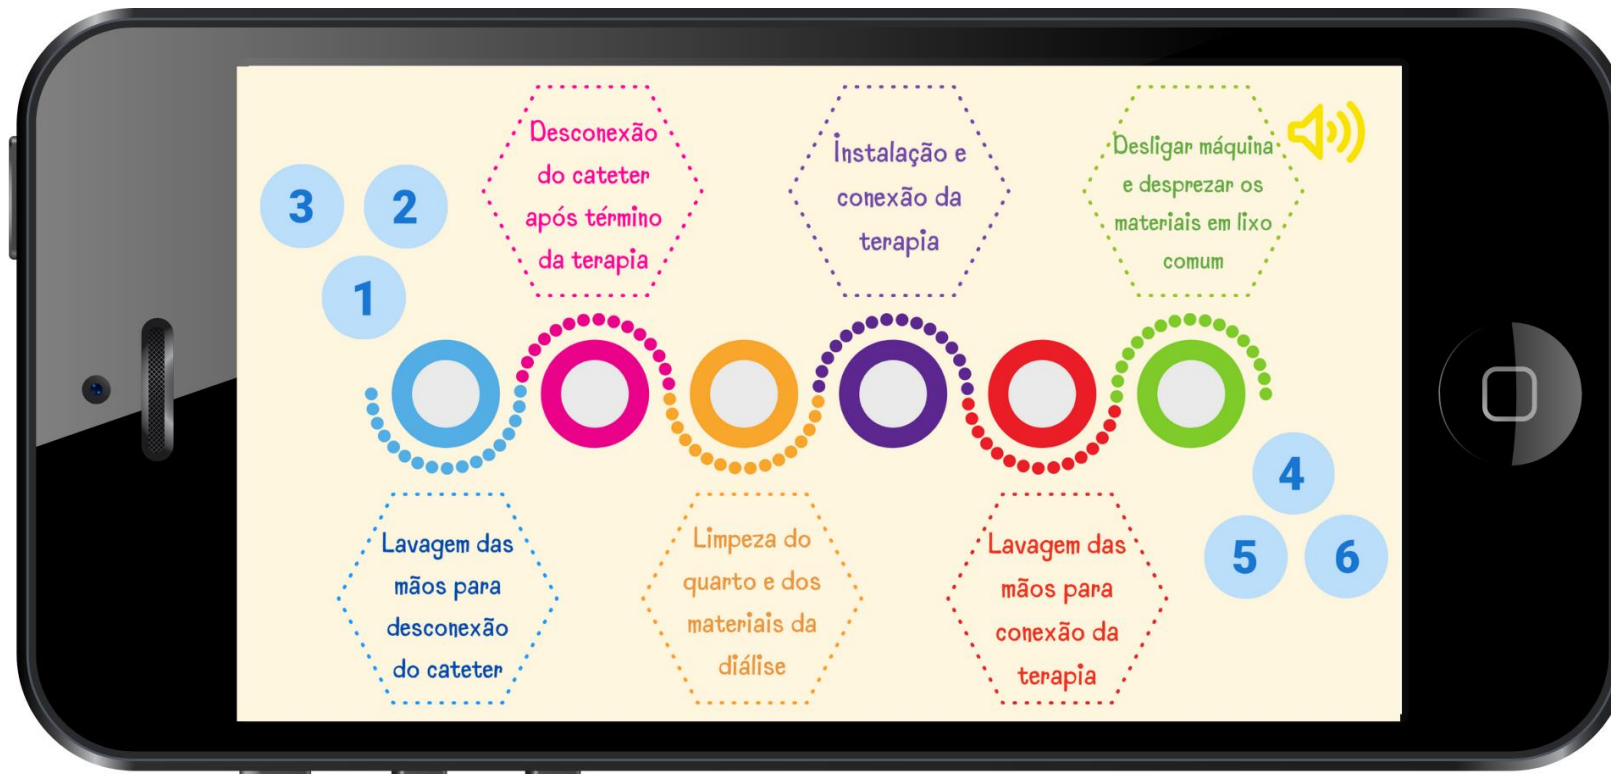 3
2
1
Desconexão
do cateter
após término
da terapia
Instalação e
conexão da
terapia
Desligar máquina
e desprezar os
materiais em lixo
comum
Lavagem das
mãos para
desconexão
do cateter
Limpeza do
quarto e dos
materiais da
diálise
Lavagem das
mãos para
conexão da
terapia
4
5
6